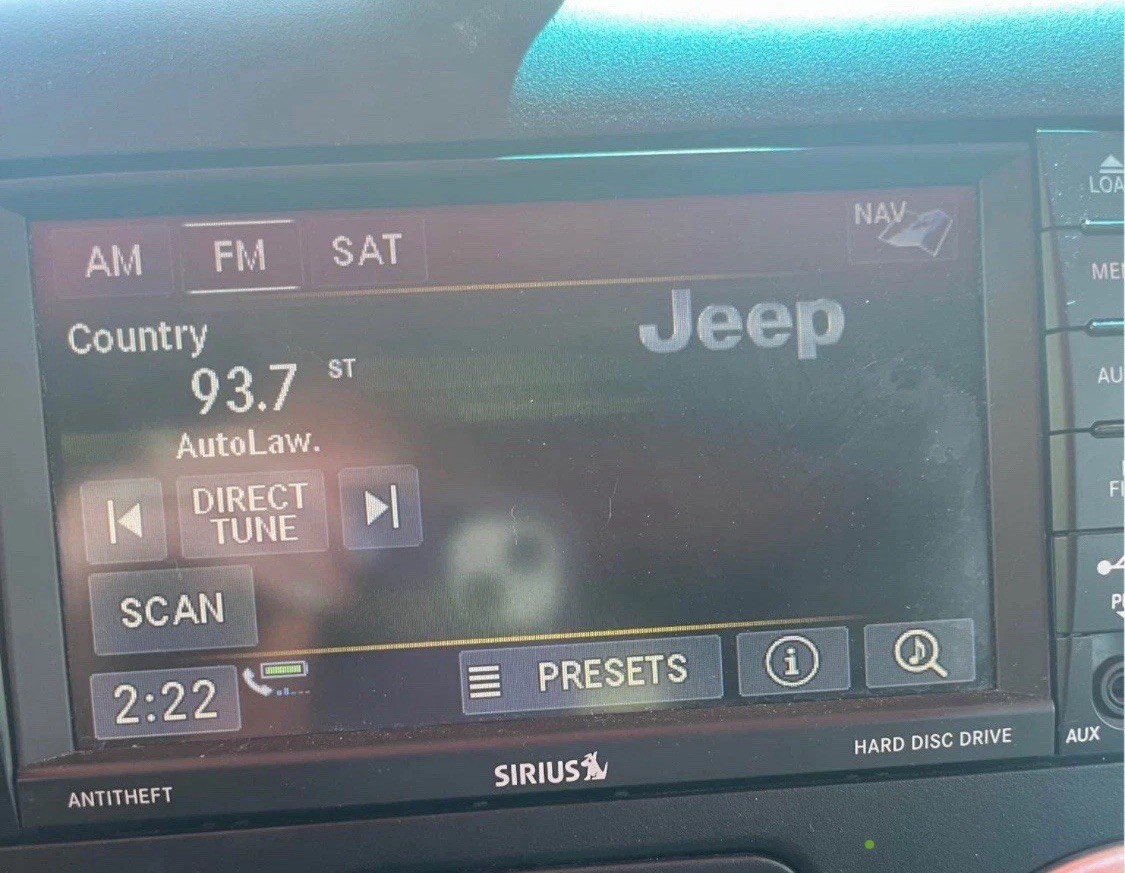 AM FM SAT NAV
Country
Jeep
93.7 ST
AutoLaw.
DIRECT
TUNE
SCAN
2:22 PRESETS i
ANTITHEFT SIRIUS HARD DISC DRIVE
AUX